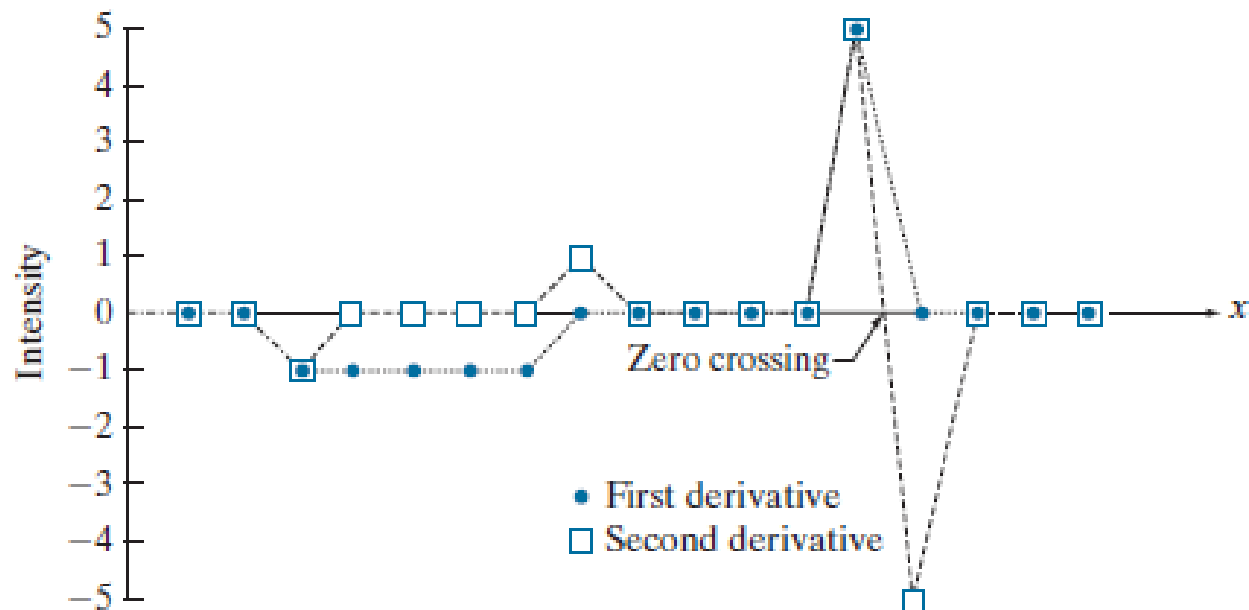 5
4
3
2
1
0
−1
−2
−3
−4
−5
Intensity
x
Zero crossing
First derivative
Second derivative